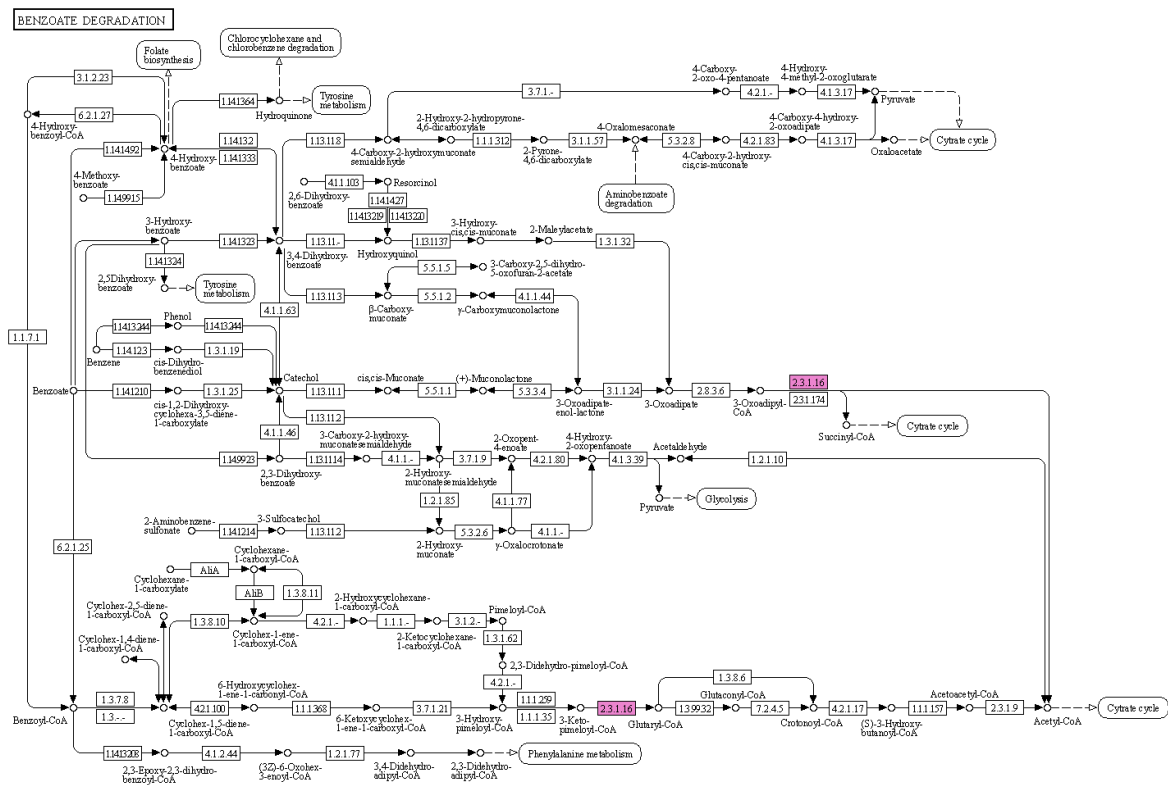 BENZOATE DEGRADATION
Folate
biosynthesis
Chlorocyclohexane and
chlorobenzene degradation
3.1.2.23
1.14.13.64
Hydroquinone
Tyrosine
metabolism
6.2.1.27
4-Hydroxy-
benzoyl-CoA
1.14.14.92
4-Hydroxy-
benzoate
1.14.13.2
1.14.13.33
1.13.11.8
4-Carboxy-2-hydroxymuconate
semialdehyde
3.7.1.-
4-Carboxy-
2-oxo-4-pentanoate
4.2.1.-
4-Hydroxy-
4-methyl-2-oxoglutarate
4.1.3.17
Pyruvate
2-Hydroxy-2-hydropyrone-
4,6-dicarboxylate
1.1.1.312
2-Pyrone-
4,6-dicarboxylate
3.1.1.57
4-Oxalomesaconate
5.3.2.8
4-Carboxy-2-hydroxy-
cis,cis-muconate
4.2.1.83
4-Carboxy-4-hydroxy-
2-oxoadipate
4.1.3.17
Oxaloacetate
Cytrate cycle
Aminobenzoate
degradation
4-Methoxy-
benzoate
1.14.99.15
2,6-Dihydroxy-
benzoate
4.1.1.103
Resorcinol
1.14.14.27
1.14.13.219
1.14.13.220
3-Hydroxy-
benzoate
1.14.13.23
3,4-Dihydroxy-
benzoate
1.13.11.-
Hydroxyquinol
1.13.11.37
3-Hydroxy-
cis,cis-muconate
2-Maleylacetate
1.3.1.32
1.14.13.24
2,5Dihydroxy-
benzoate
Tyrosine
metabolism
5.5.1.5
3-Carboxy-2,5-dihydro-
5-oxofuran-2-acetate
1.13.11.3
β-Carboxy-
muconate
5.5.1.2
γ-Carboxymuconolactone
4.1.1.44
4.1.1.63
1.1.7.1
Phenol
1.14.13.244
1.14.13.244
Benzene
1.14.12.3
cis-Dihydro-
benzenediol
1.3.1.19
Benzoate
1.14.12.10
cis-1,2-Dihydroxy-
cyclohexa-3,5-diene-
1-carboxylate
1.3.1.25
Catechol
1.13.11.1
cis,cis-Muconate
5.5.1.1
(+)-Muconolactone
5.3.3.4
3-Oxoadipate-
enol-lactone
3.1.1.24
3-Oxoadipate
2.8.3.6
3-Oxoadipyl-
CoA
2.3.1.16
2.3.1.174
Succinyl-CoA
Cytrate cycle
4.1.1.46
1.13.11.2
1.14.99.23
2,3-Dihydroxy-
benzoate
1.13.11.14
3-Carboxy-2-hydroxy-
muconatesemialdehyde
4.1.1.-
2-Hydroxy-
muconatesemialdehyde
3.7.1.9
2-Oxopent-
4-enoate
4.2.1.80
4-Hydroxy-
2-oxopentanoate
4.1.3.39
Acetaldehyde
1.2.1.10
Pyruvate
Glycolysis
1.2.1.85
4.1.1.77
2-Aminobenzene-
sulfonate
1.14.12.14
3-Sulfocatechol
1.13.11.2
2-Hydroxy-
muconate
5.3.2.6
γ-Oxalocrotonate
4.1.1.-
6.2.1.25
Cyclohexane-
1-carboxylate
AliA
Cyclohexane-
1-carboxyl-CoA
AliB
1.3.8.11
Cyclohex-2,5-diene-
1-carboxyl-CoA
1.3.8.10
Cyclohex-1-ene-
1-carboxyl-CoA
4.2.1.-
2-Hydroxycyclohexane-
1-carboxyl-CoA
1.1.1.-
2-Ketocyclohexane-
1-carboxyl-CoA
3.1.2.-
Pimeloyl-CoA
1.3.1.62
2,3-Didehydro-pimeloyl-CoA
4.2.1.-
Cyclohex-1,4-diene-
1-carboxyl-CoA
Benzoyl-CoA
1.3.7.8
1.3.-.-
Cyclohex-1,5-diene-
1-carboxyl-CoA
4.2.1.100
6-Hydroxycyclohex-
1-ene-1-carbonyl-CoA
1.1.1.368
6-Ketoxycyclohex-
1-ene-1-carboxyl-CoA
3.7.1.21
3-Hydroxy-
pimeloyl-CoA
1.1.1.259
1.1.1.35
3-Keto-
pimeloyl-CoA
2.3.1.16
Glutaryl-CoA
1.3.8.6
1.3.99.32
Glutaconyl-CoA
7.2.4.5
Crotonoyl-CoA
4.2.1.17
(S)-3-Hydroxy-
butanoyl-CoA
1.1.1.157
Acetoacetyl-CoA
2.3.1.9
Acetyl-CoA
Cytrate cycle
1.14.13.208
2,3-Epoxy-2,3-dihydro-
benzoyl-CoA
4.1.2.44
(3Z)-6-Oxohex-
3-enoyl-CoA
1.2.1.77
3,4-Didehydro-
adipyl-CoA
2,3-Didehydro-
adipyl-CoA
Phenylalanine metabolism